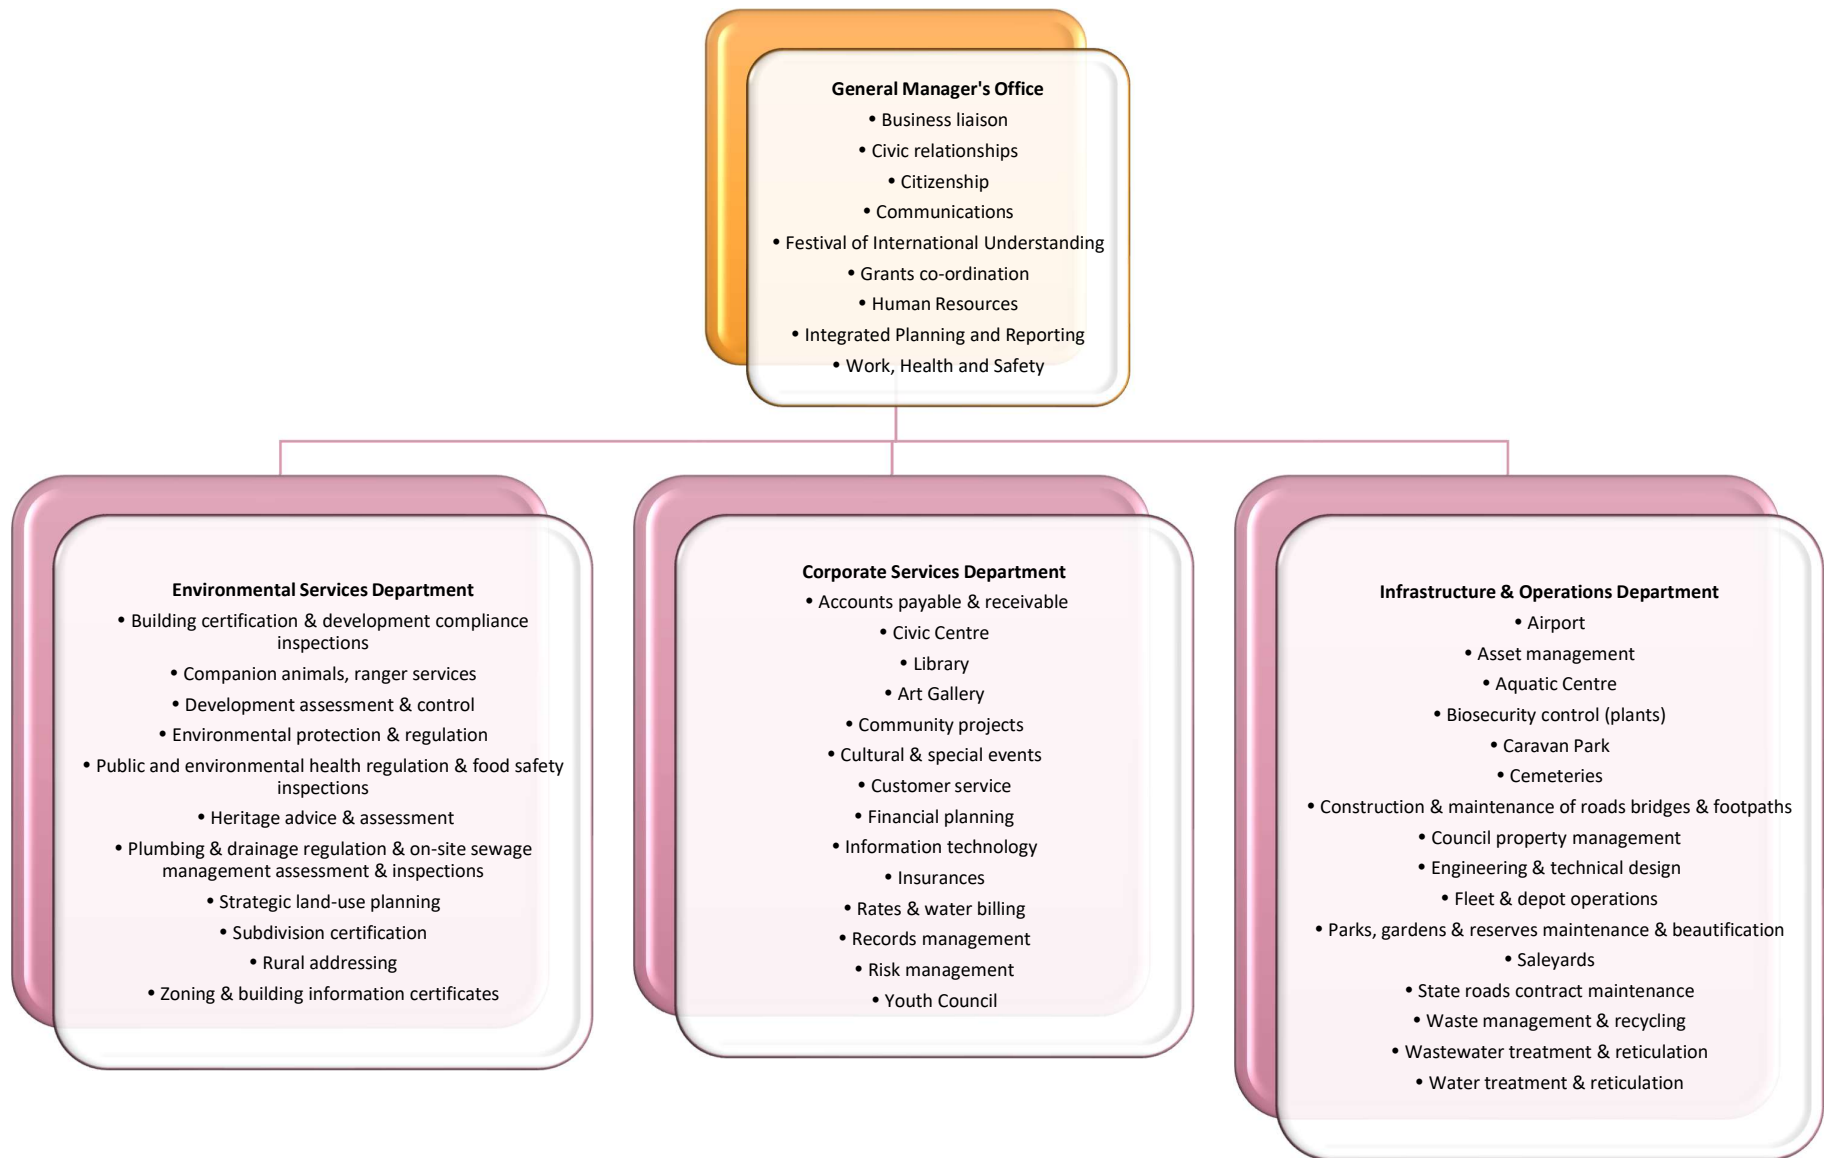 General Manager's Office
• Business liaison
• Civic relationships
• Citizenship
• Communications
• Festival of International Understanding
• Grants co-ordination
• Human Resources
• Integrated Planning and Reporting
• Work, Health and Safety
Environmental Services Department
• Building certification & development compliance
inspections
• Companion animals, ranger services
• Development assessment & control
• Environmental protection & regulation
• Public and environmental health regulation & food safety
inspections
• Heritage advice & assessment
• Plumbing & drainage regulation & on-site sewage
management assessment & inspections
• Strategic land-use planning
• Subdivision certification
• Rural addressing
• Zoning & building information certificates
Corporate Services Department
• Accounts payable & receivable
• Civic Centre
• Library
• Art Gallery
• Community projects
• Cultural & special events
• Customer service
• Financial planning
• Information technology
• Insurances
• Rates & water billing
• Records management
• Risk management
• Youth Council
Infrastructure & Operations Department
• Airport
• Asset management
• Aquatic Centre
• Biosecurity control (plants)
• Caravan Park
• Cemeteries
• Construction & maintenance of roads bridges & footpaths
• Council property management
• Engineering & technical design
• Fleet & depot operations
• Parks, gardens & reserves maintenance & beautification
• Saleyards
• State roads contract maintenance
• Waste management & recycling
• Wastewater treatment & reticulation
• Water treatment & reticulation